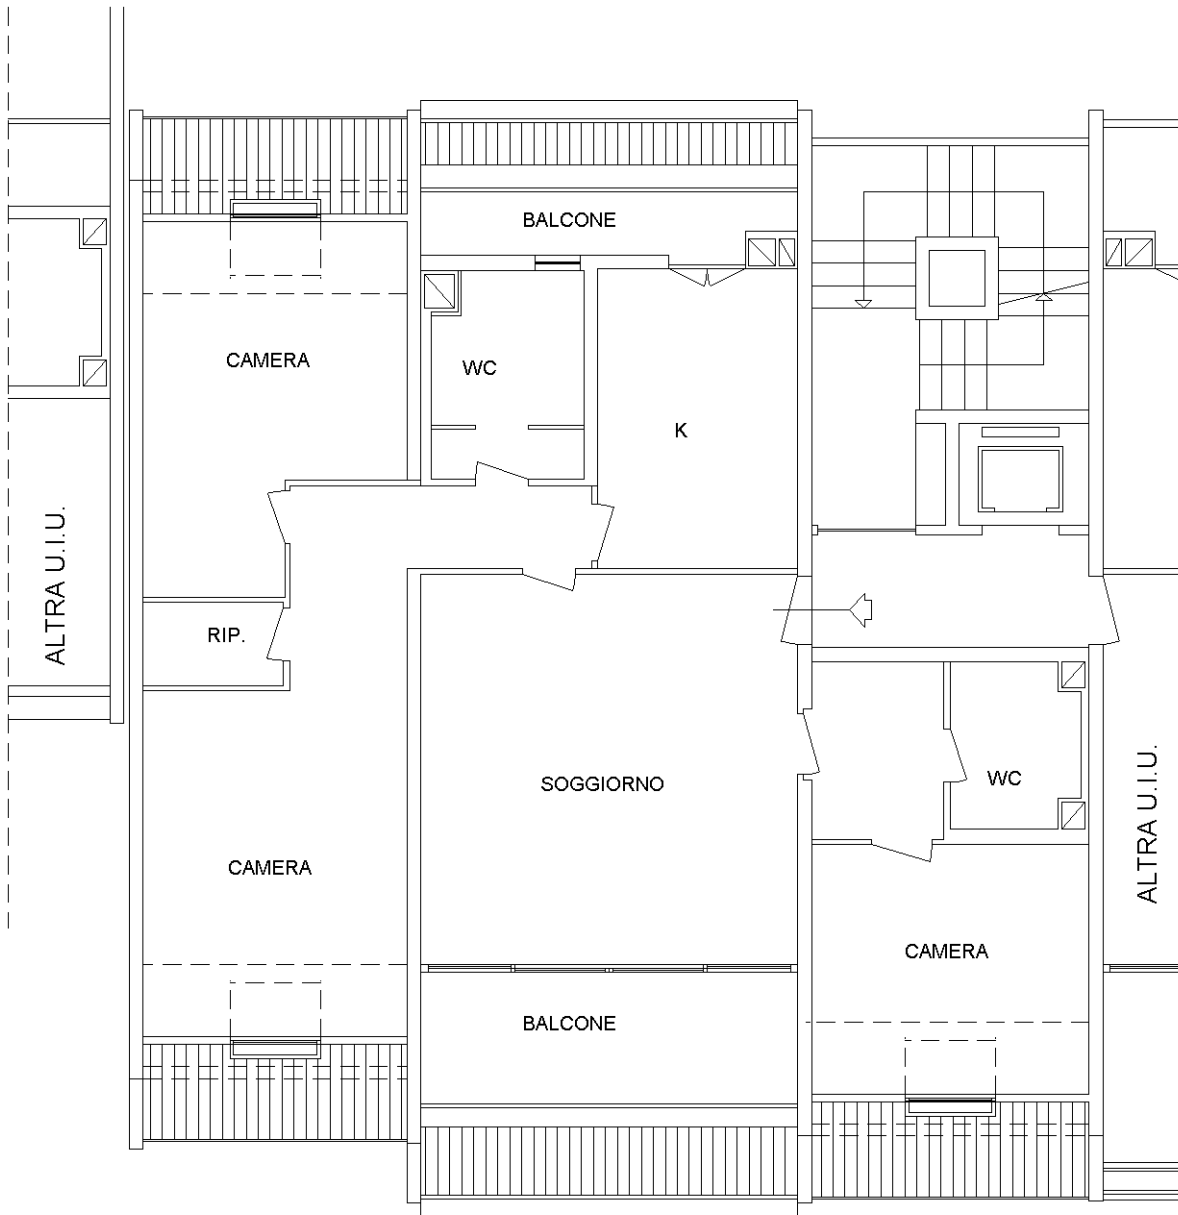 BALCONE
CAMERA
WC
K
ALTRA U.I.U.
RIP.
SOGGIORNO
WC
ALTRA U.I.U.
CAMERA
CAMERA
BALCONE